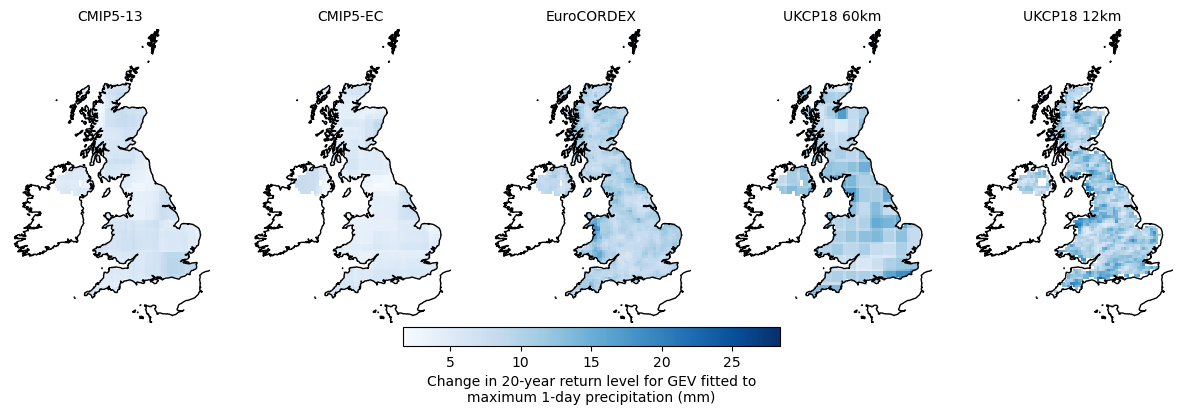 CMIP5-13 CMIP5-EC EuroCORDEX UKCP18 60km UKCP18 12km
5 10 15 20 25
Change in 20-year return level for GEV fitted to
maximum 1-day precipitation (mm)